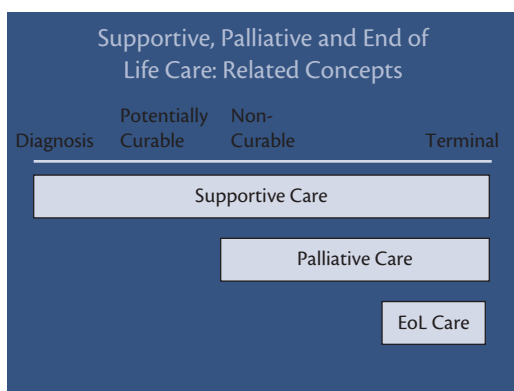 Supportive, Palliative and End of
Life Care: Related Concepts
Potentially Non-
Diagnosis Curable Curable Terminal
Supportive Care
Palliative Care
EoL Care